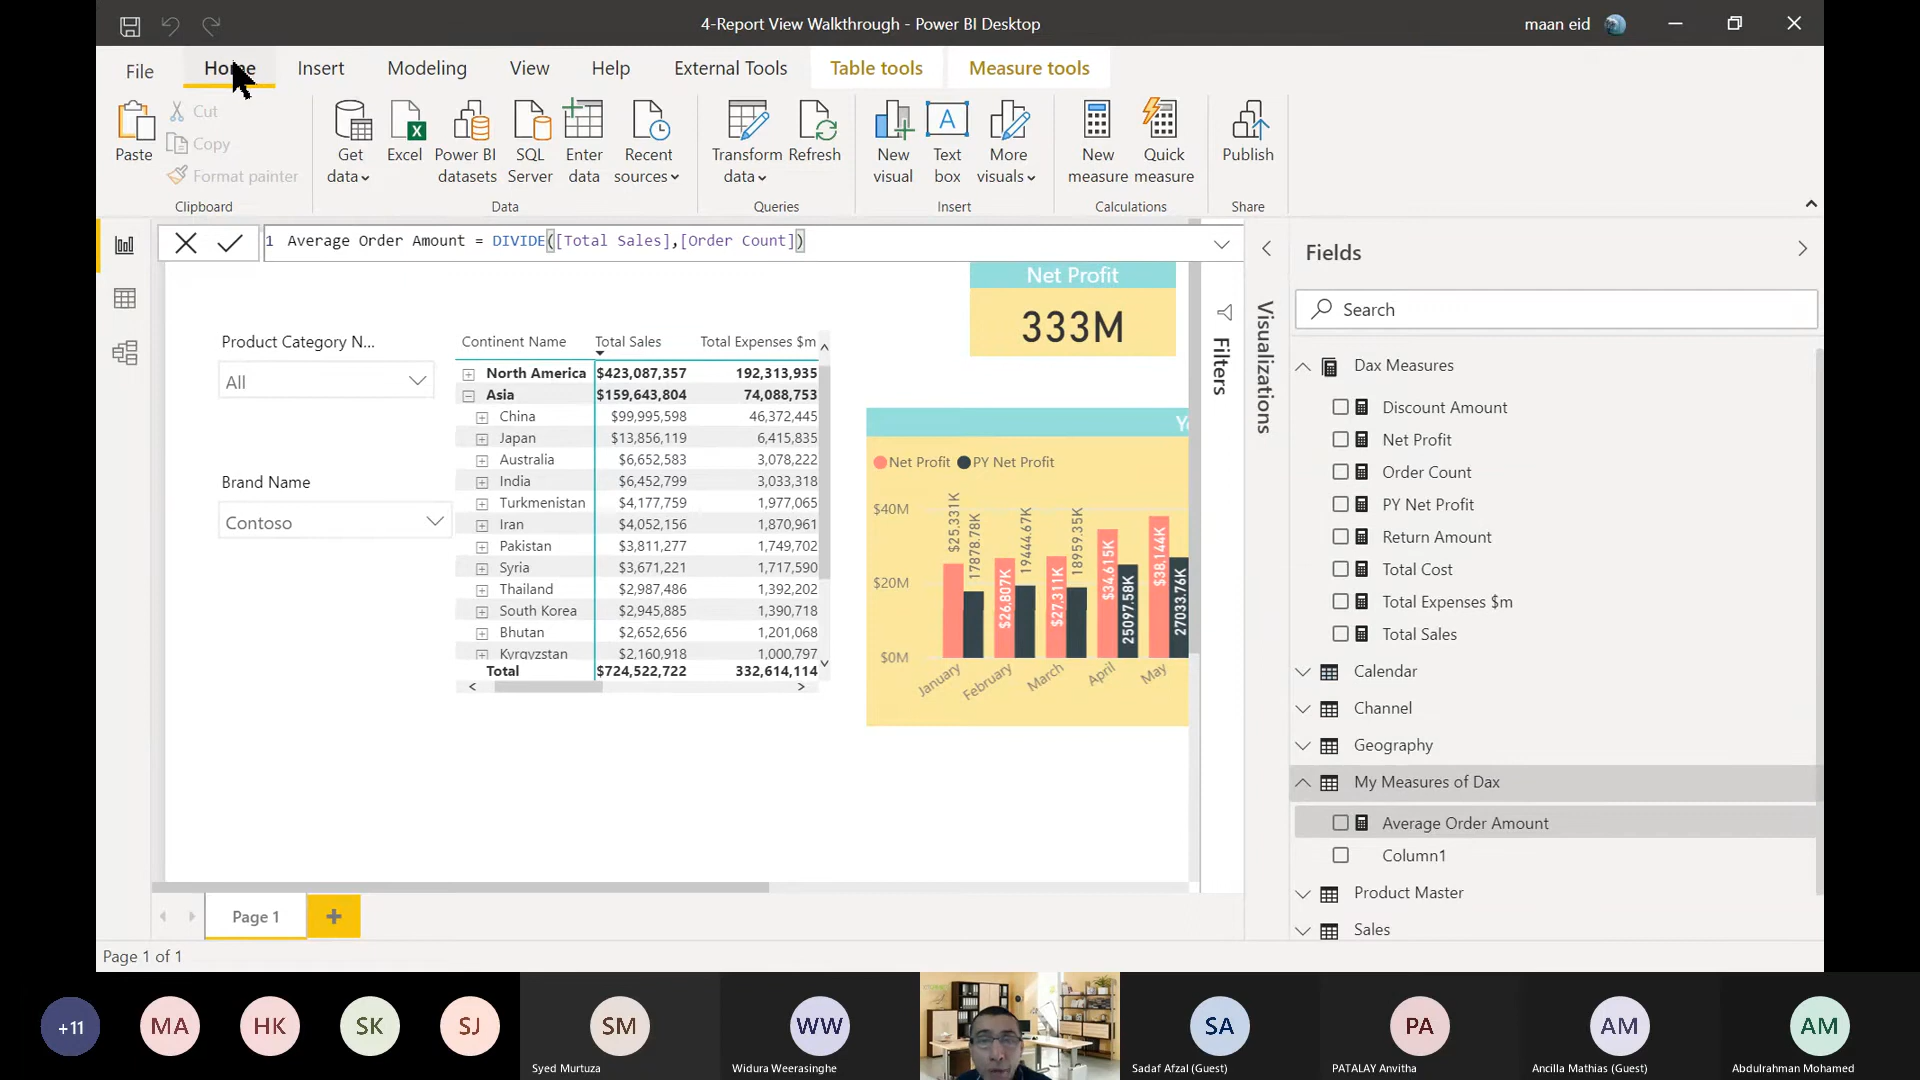 4-Report View Walkthrough - Power BI Desktop
maan eid
File
Home
Insert
Modeling
View
Help
External Tools
Table tools
Measure tools
Paste
Cut
Copy
Format painter
Clipboard
Get data
Excel
Power BI datasets
SQL Server
Enter data
Recent sources
Data
Transform data
Refresh
Queries
New visual
Text box
More visuals
Insert
New measure
Quick measure
Calculations
Publish
Share
1 Average Order Amount = DIVIDE([Total Sales],[Order Count])
Product Category N...
All
Brand Name
Contoso
Continent Name Total Sales Total Expenses $m
North America $423,087,357 192,313,935
Asia $159,643,804 74,088,753
China $99,995,598 46,372,445
Japan $13,856,119 6,415,835
Australia $6,652,583 3,078,222
India $6,452,799 3,033,318
Turkmenistan $4,177,759 1,977,065
Iran $4,052,156 1,870,961
Pakistan $3,811,277 1,749,702
Syria $3,671,221 1,717,590
Thailand $2,987,486 1,392,202
South Korea $2,945,885 1,390,718
Bhutan $2,652,656 1,201,068
Kyrgyzstan $2,160,918 1,000,797
Total $724,522,722 332,614,114
Net Profit
333M
Net Profit PY Net Profit
$40M
$20M
$0M
$25.331K
17878.78K
$26.807K
19444.67K
$27.311K
18959.35K
$34.615K
25097.58K
$38.144K
27033.76K
January
February
March
April
May
Filters
Visualizations
Fields
Search
Dax Measures
Discount Amount
Net Profit
Order Count
PY Net Profit
Return Amount
Total Cost
Total Expenses $m
Total Sales
Calendar
Channel
Geography
My Measures of Dax
Average Order Amount
Column1
Product Master
Sales
Page 1
Page 1 of 1
+11
MA
HK
SK
SJ
SM
Syed Murtuza
WW
Widura Weerasinghe
SA
Sadaf Afzal (Guest)
PA
PATALAY Anvitha
AM
Ancilla Mathias (Guest)
AM
Abdulrahman Mohamed